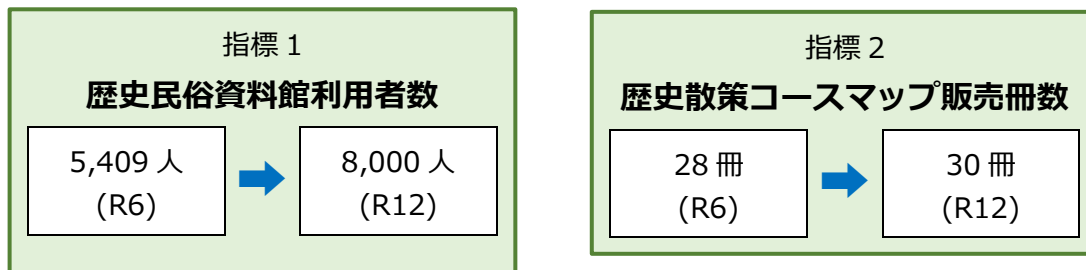 指標 1
歴史民俗資料館利用者数
5,409 人
(R6)
8,000 人
(R12)
指標 2
歴史散策コースマップ販売冊数
28 冊
(R6)
30 冊
(R12)